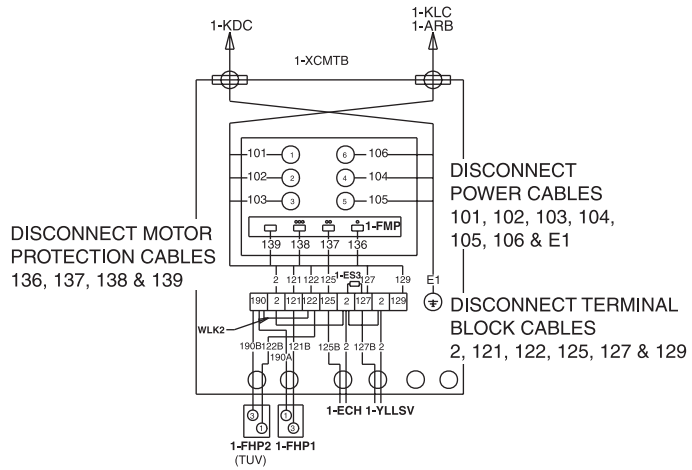 1-KDC
1-KLC
1-ARB
1-XCMTB
101 1 6 106
102 2 4 104
103 3 5 105
DISCONNECT
POWER CABLES
101, 102, 103, 104,
105, 106 & E1
1-FMP
139 138 137 136
DISCONNECT MOTOR
PROTECTION CABLES
136, 137, 138 & 139
1-ES3
2 121 122 125 127 129 E1
190 2 121 122 125 2 127 2 129
DISCONNECT TERMINAL
BLOCK CABLES
2, 121, 122, 125, 127 & 129
WLK2
190B 122B 121B 125B 2 127B 2
190A
1-ECH 1-YLLSV
3 1 1 3
1-FHP2 1-FHP1
(TUV)